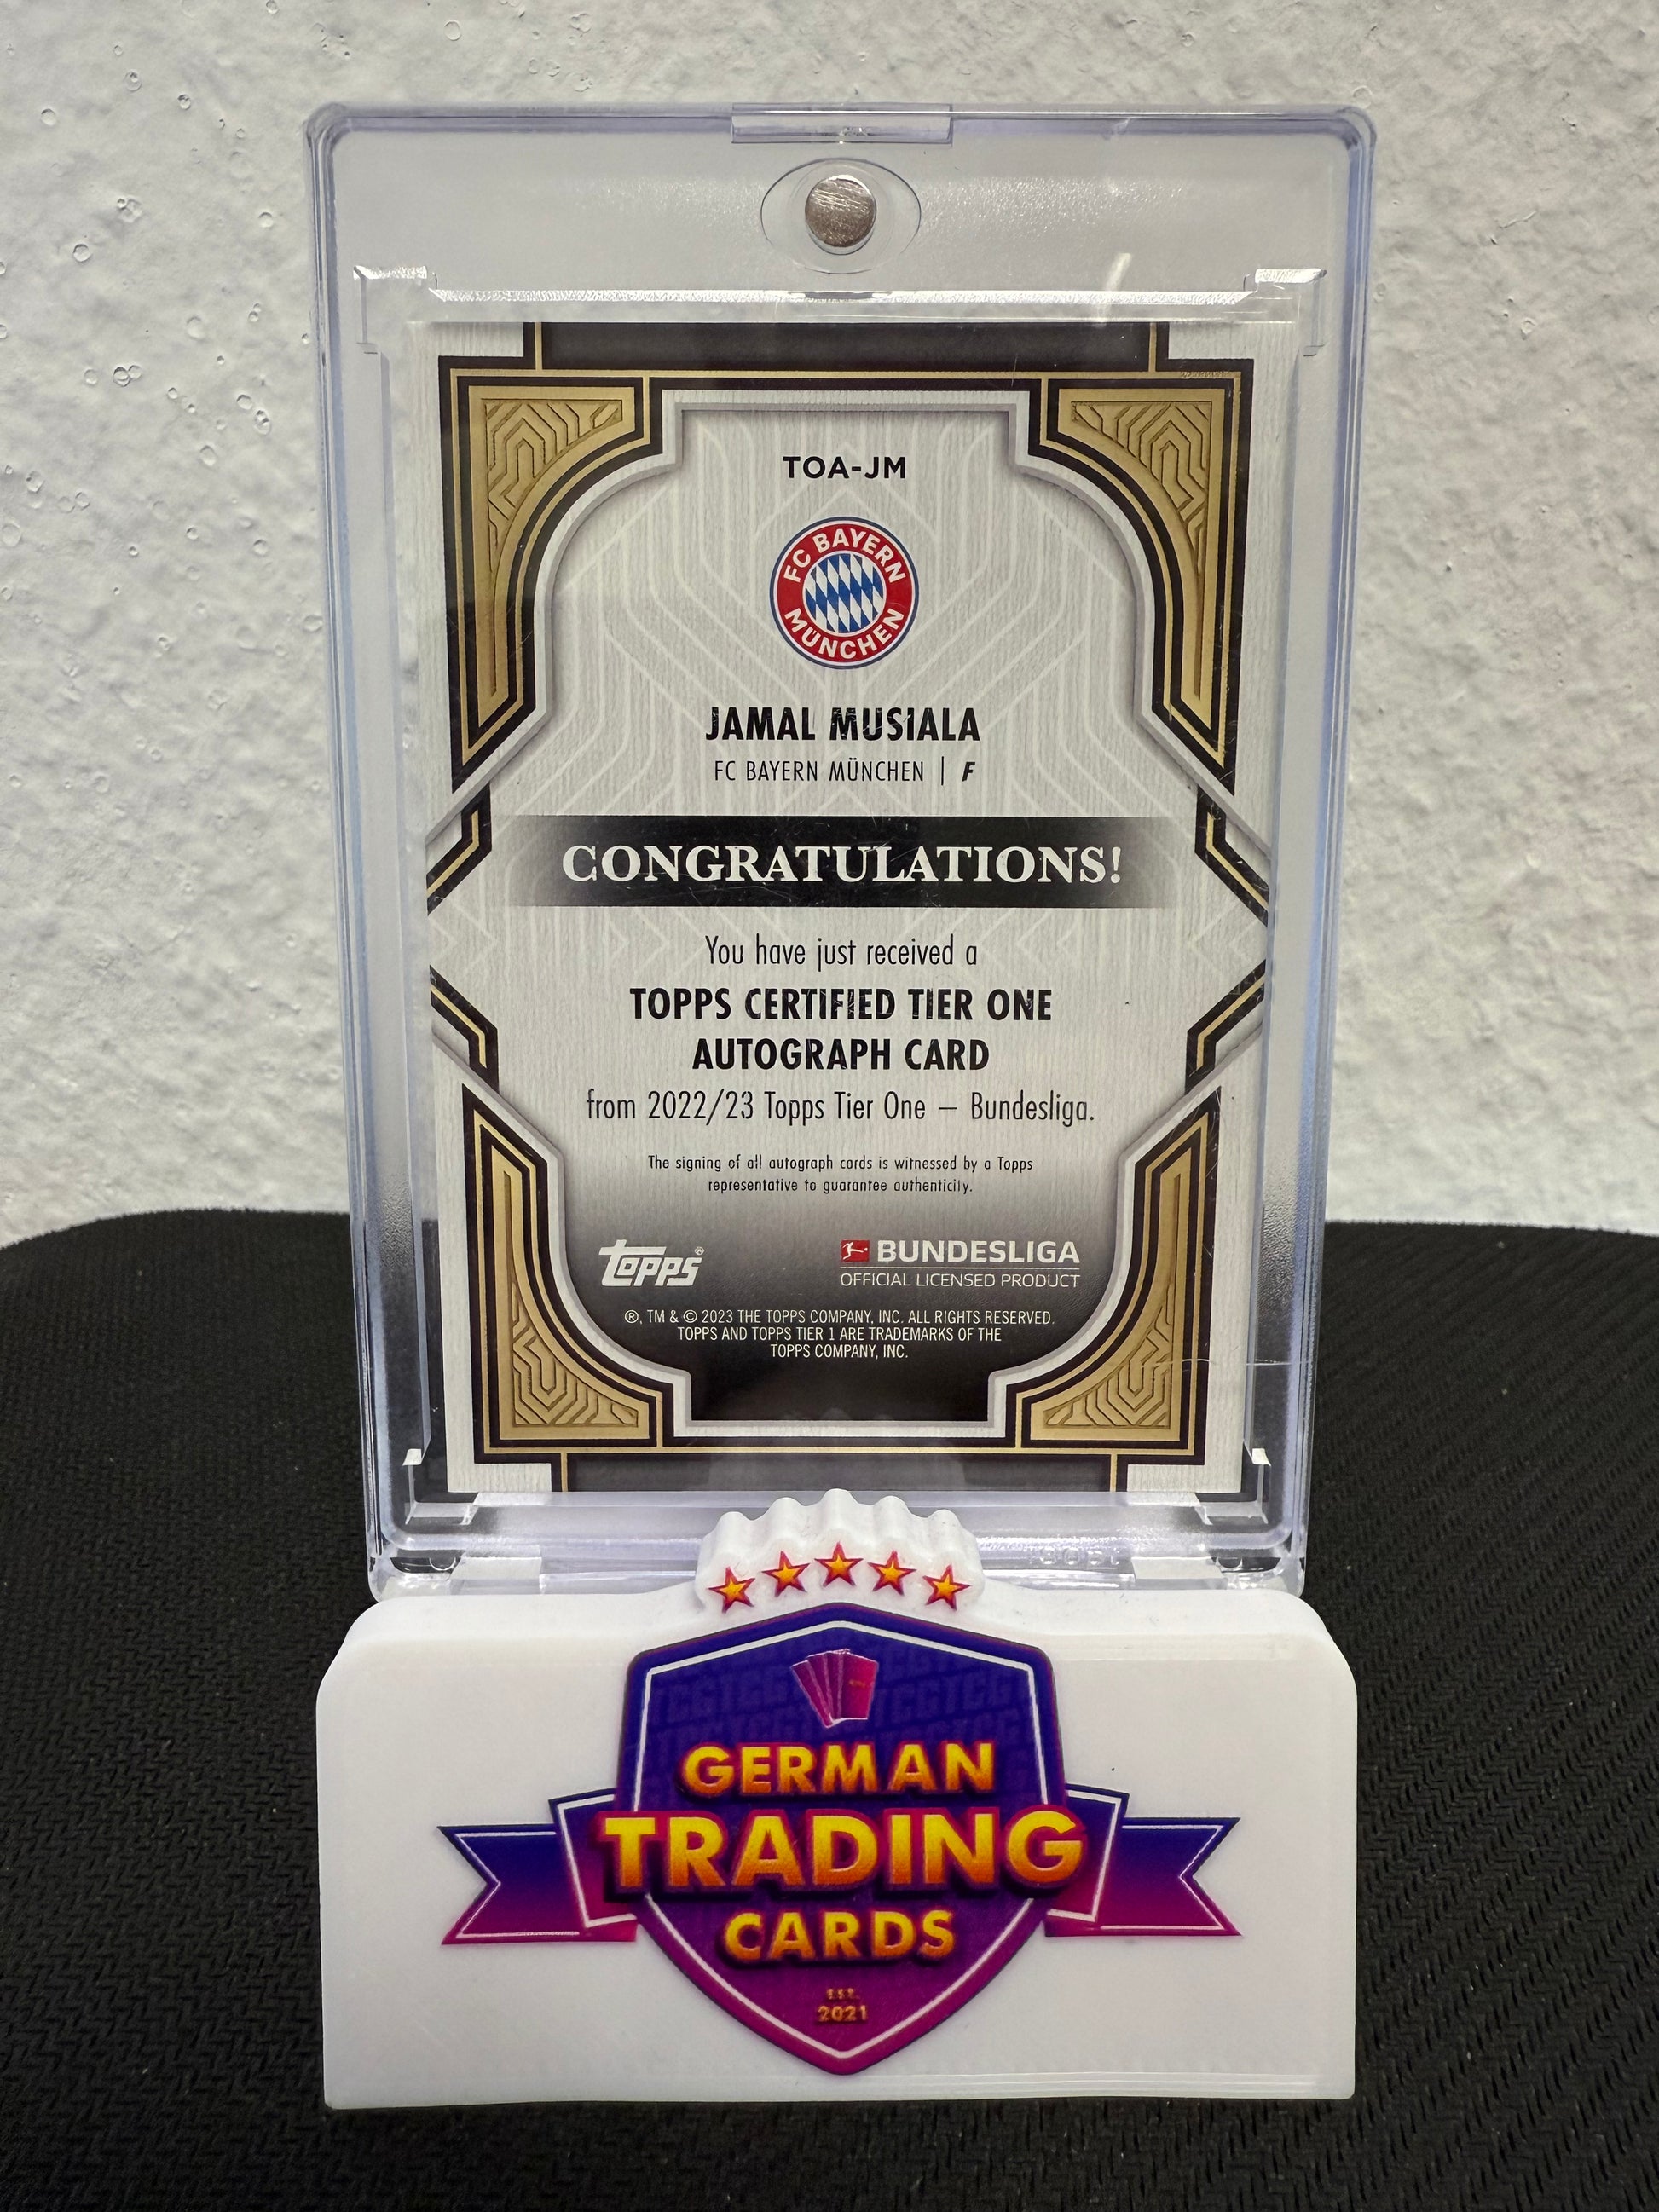 TOA-JM
FC BAYERN
MÜNCHEN
JAMAL MUSIALA
FC BAYERN MÜNCHEN | F
CONGRATULATIONS!
You have just received a
TOPPS CERTIFIED TIER ONE
AUTOGRAPH CARD
from 2022/23 Topps Tier One – Bundesliga.
The signing of all autograph cards is witnessed by a Topps
representative to guarantee authenticity.
topps®
BUNDESLIGA
OFFICIAL LICENSED PRODUCT
®, TM & © 2023 THE TOPPS COMPANY, INC. ALL RIGHTS RESERVED.
TOPPS AND TOPPS TIER 1 ARE TRADEMARKS OF THE
TOPPS COMPANY, INC.
GERMAN
TRADING
CARDS
EST.
2021